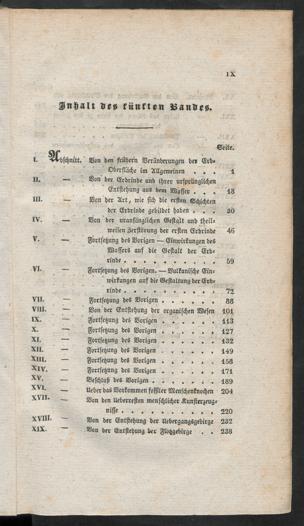 IX
Inhalt des fünften Bandes.
Seite.
I. Abschnitt. Von den frühern Veränderungen der Erd-
Oberfläche im Allgemeinen . . . 1
II. — Von der Erdrinde und ihrer ursprünglichen
Entstehung aus dem Wasser . . . 13
III. — Von der Art, wie sich die ersten Schichten
der Erdrinde gebildet haben . . . 30
IV. — Von der uranfänglichen Gestalt und theil-
weisen Zerstörung der ersten Erdrinde 46
V. — Fortsetzung des Vorigen — Einwirkungen des
Wassers auf die Gestalt der Erd-
rinde . . . . . . . . . 59
VI. — Fortsetzung des Vorigen. — Vulkanische Ein-
wirkungen auf die Gestaltung der Erd-
rinde . . . . . . . . . 72
VII. — Fortsetzung des Vorigen . . . . . 88
VIII. — Von der Entstehung der organischen Wesen 101
IX. — Fortsetzung des Vorigen . . . . . 113
X. — Fortsetzung des Vorigen . . . . . 127
XI. — Fortsetzung des Vorigen . . . . . 132
XII. — Fortsetzung des Vorigen . . . . . 149
XIII. — Fortsetzung des Vorigen . . . . . 158
XIV. — Fortsetzung des Vorigen . . . . . 171
XV. — Beschluß des Vorigen . . . . . . 189
XVI. — Ueber das Vorkommen fossiler Menschenknochen 204
XVII. — Von den Ueberresten menschlicher Kunsterzeug-
nisse . . . . . . . . . 220
XVIII. — Von der Entstehung der Uebergangsgebirge 232
XIX. — Von der Entstehung der Flötzgebirge . . 238